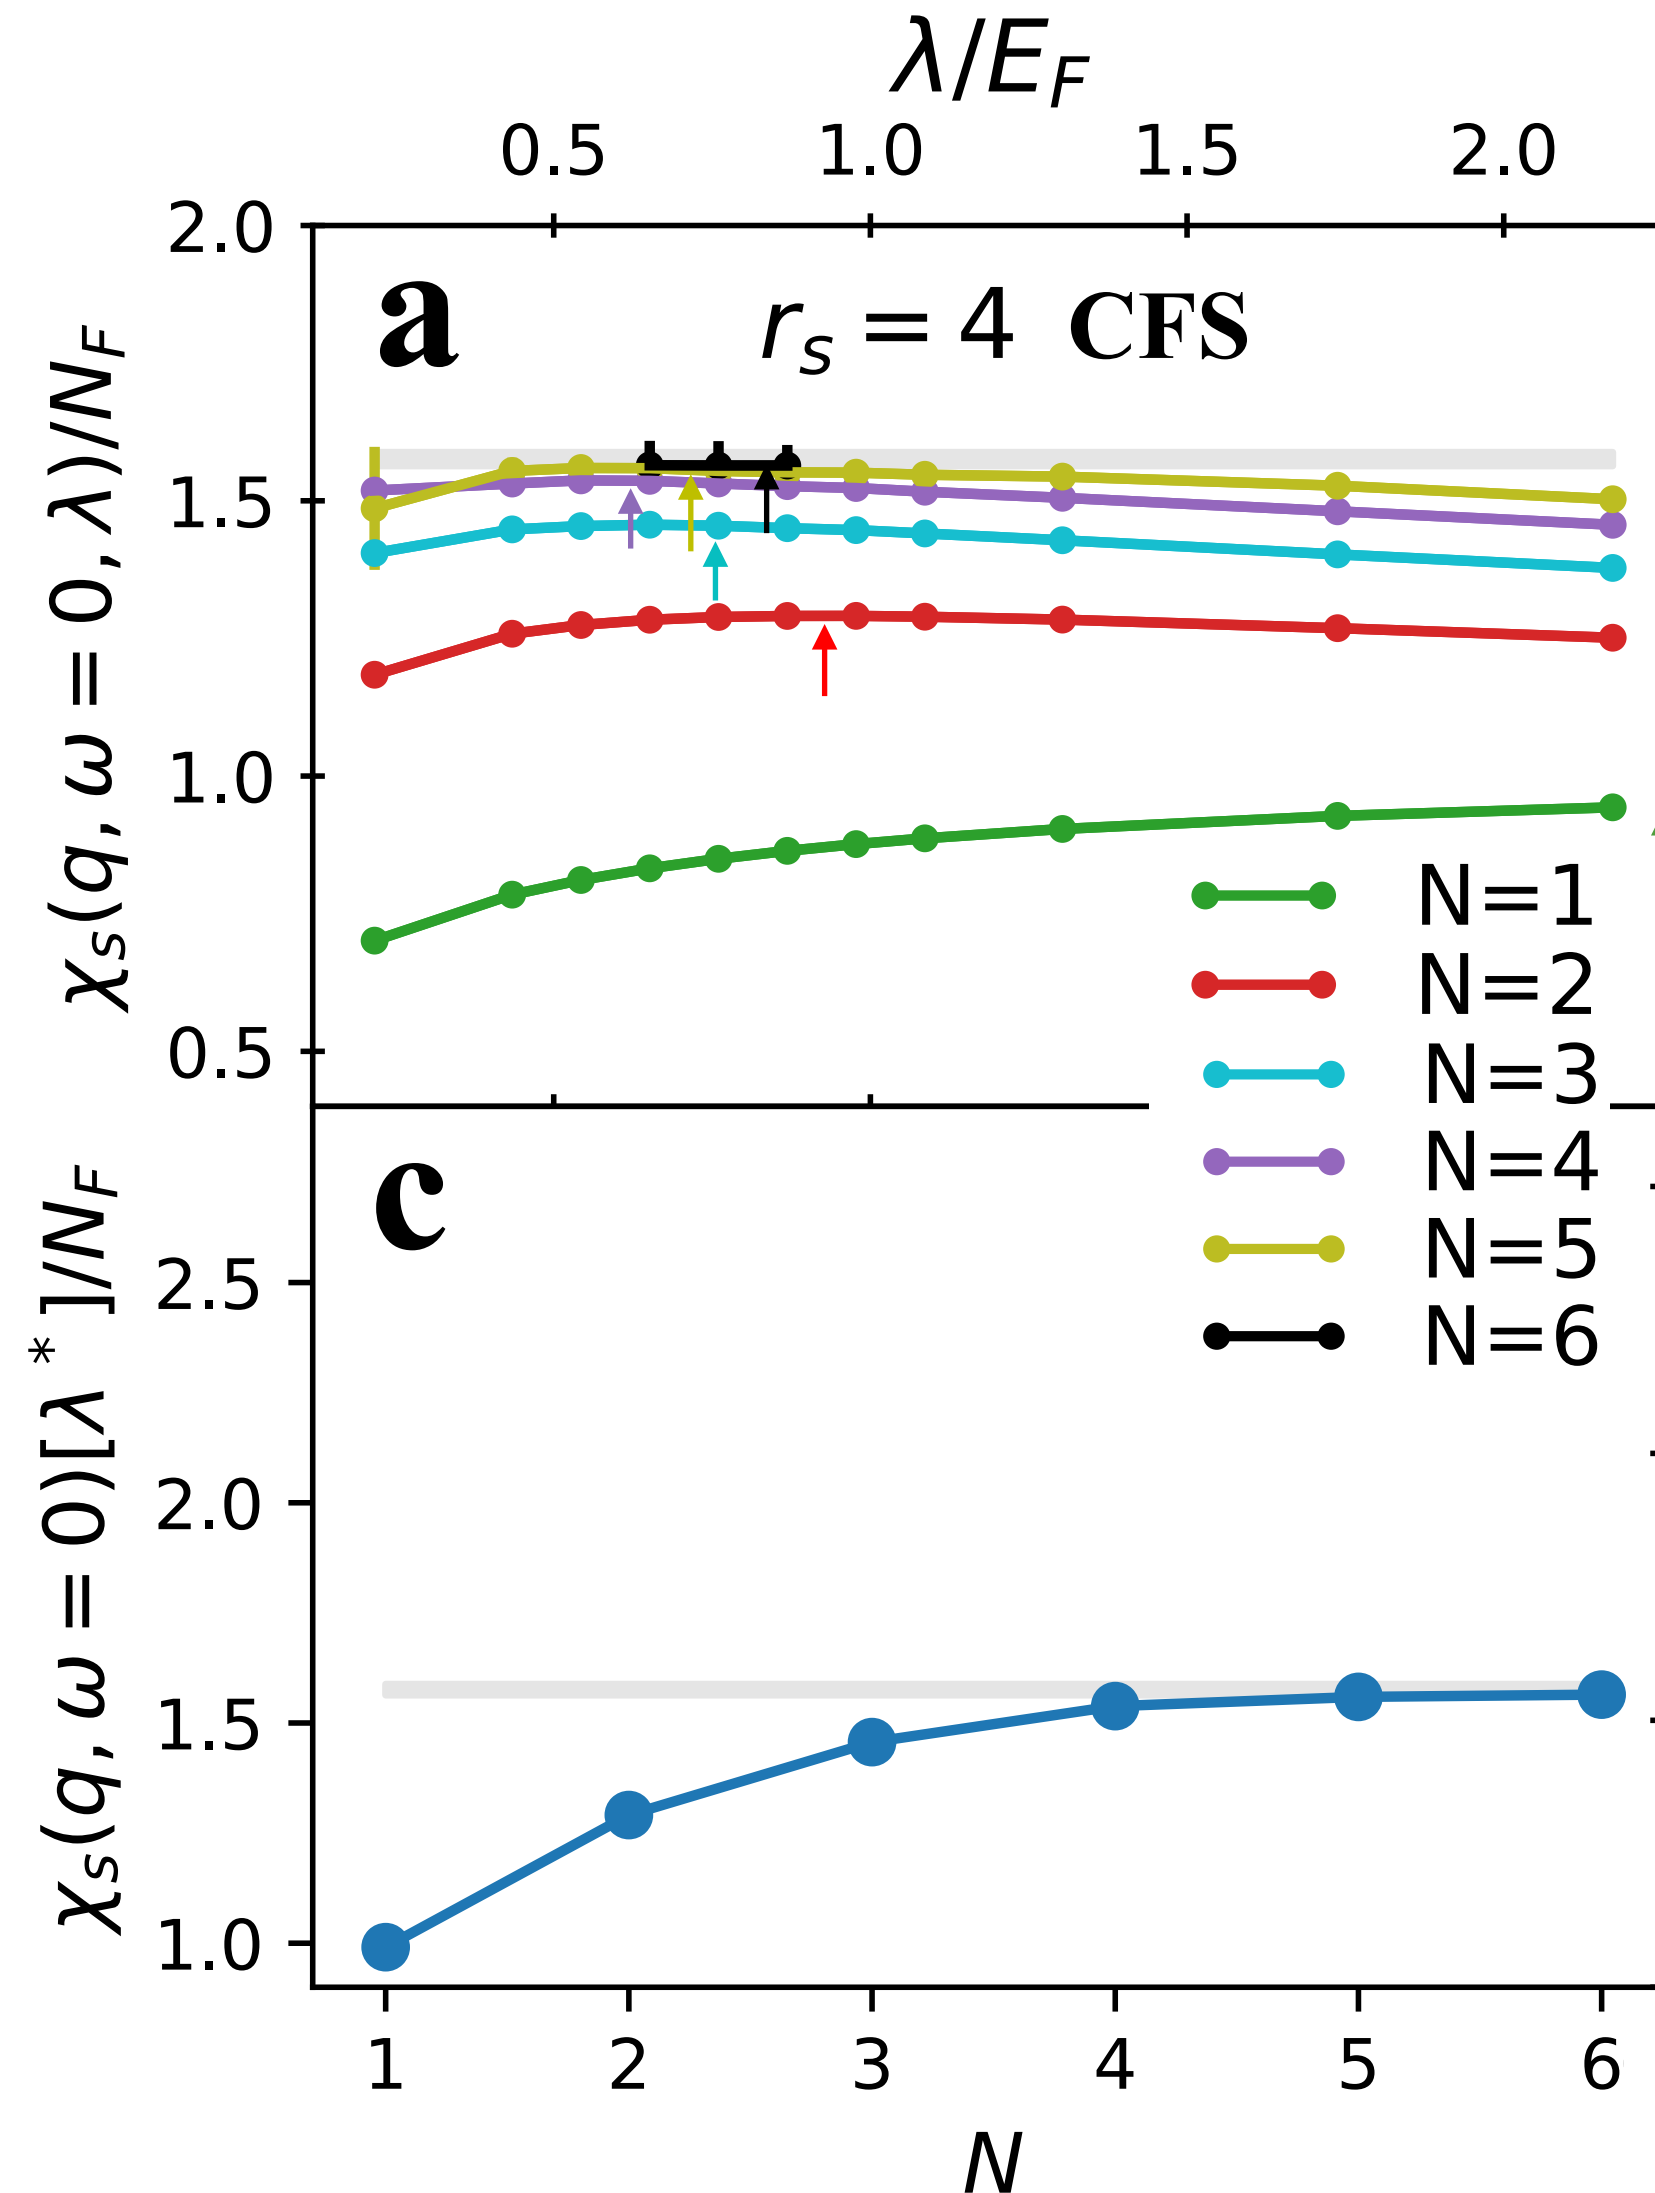 λ/E_F
0.5 1.0 1.5 2.0
2.0
a r_s = 4 CFS
χ_s(q, ω = 0, λ)/N_F
1.5
1.0
0.5
N=1
N=2
N=3
N=4
N=5
N=6
c
χ_s(q, ω = 0)[λ*]/N_F
2.5
2.0
1.5
1.0
1 2 3 4 5 6
N